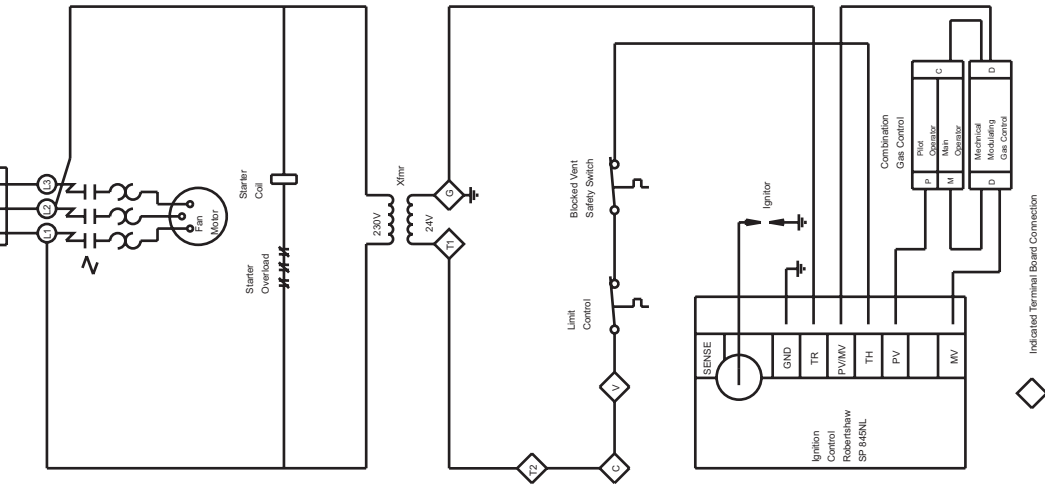 L1
L2
L3
Fan
Motor
Starter
Coil
Starter
Overload
230V
Xfmr
24V
G
T1
T2
C
V
Limit
Control
Blocked Vent
Safety Switch
Ignitor
SENSE
GND
TR
PV/MV
TH
PV
MV
Ignition
Control
Robertshaw
SP 845NL
Combination
Gas Control
Pilot
Operator
Main
Operator
P
M
C
Mechnical
Modulating
Gas Control
D
D
Indicated Terminal Board Connection